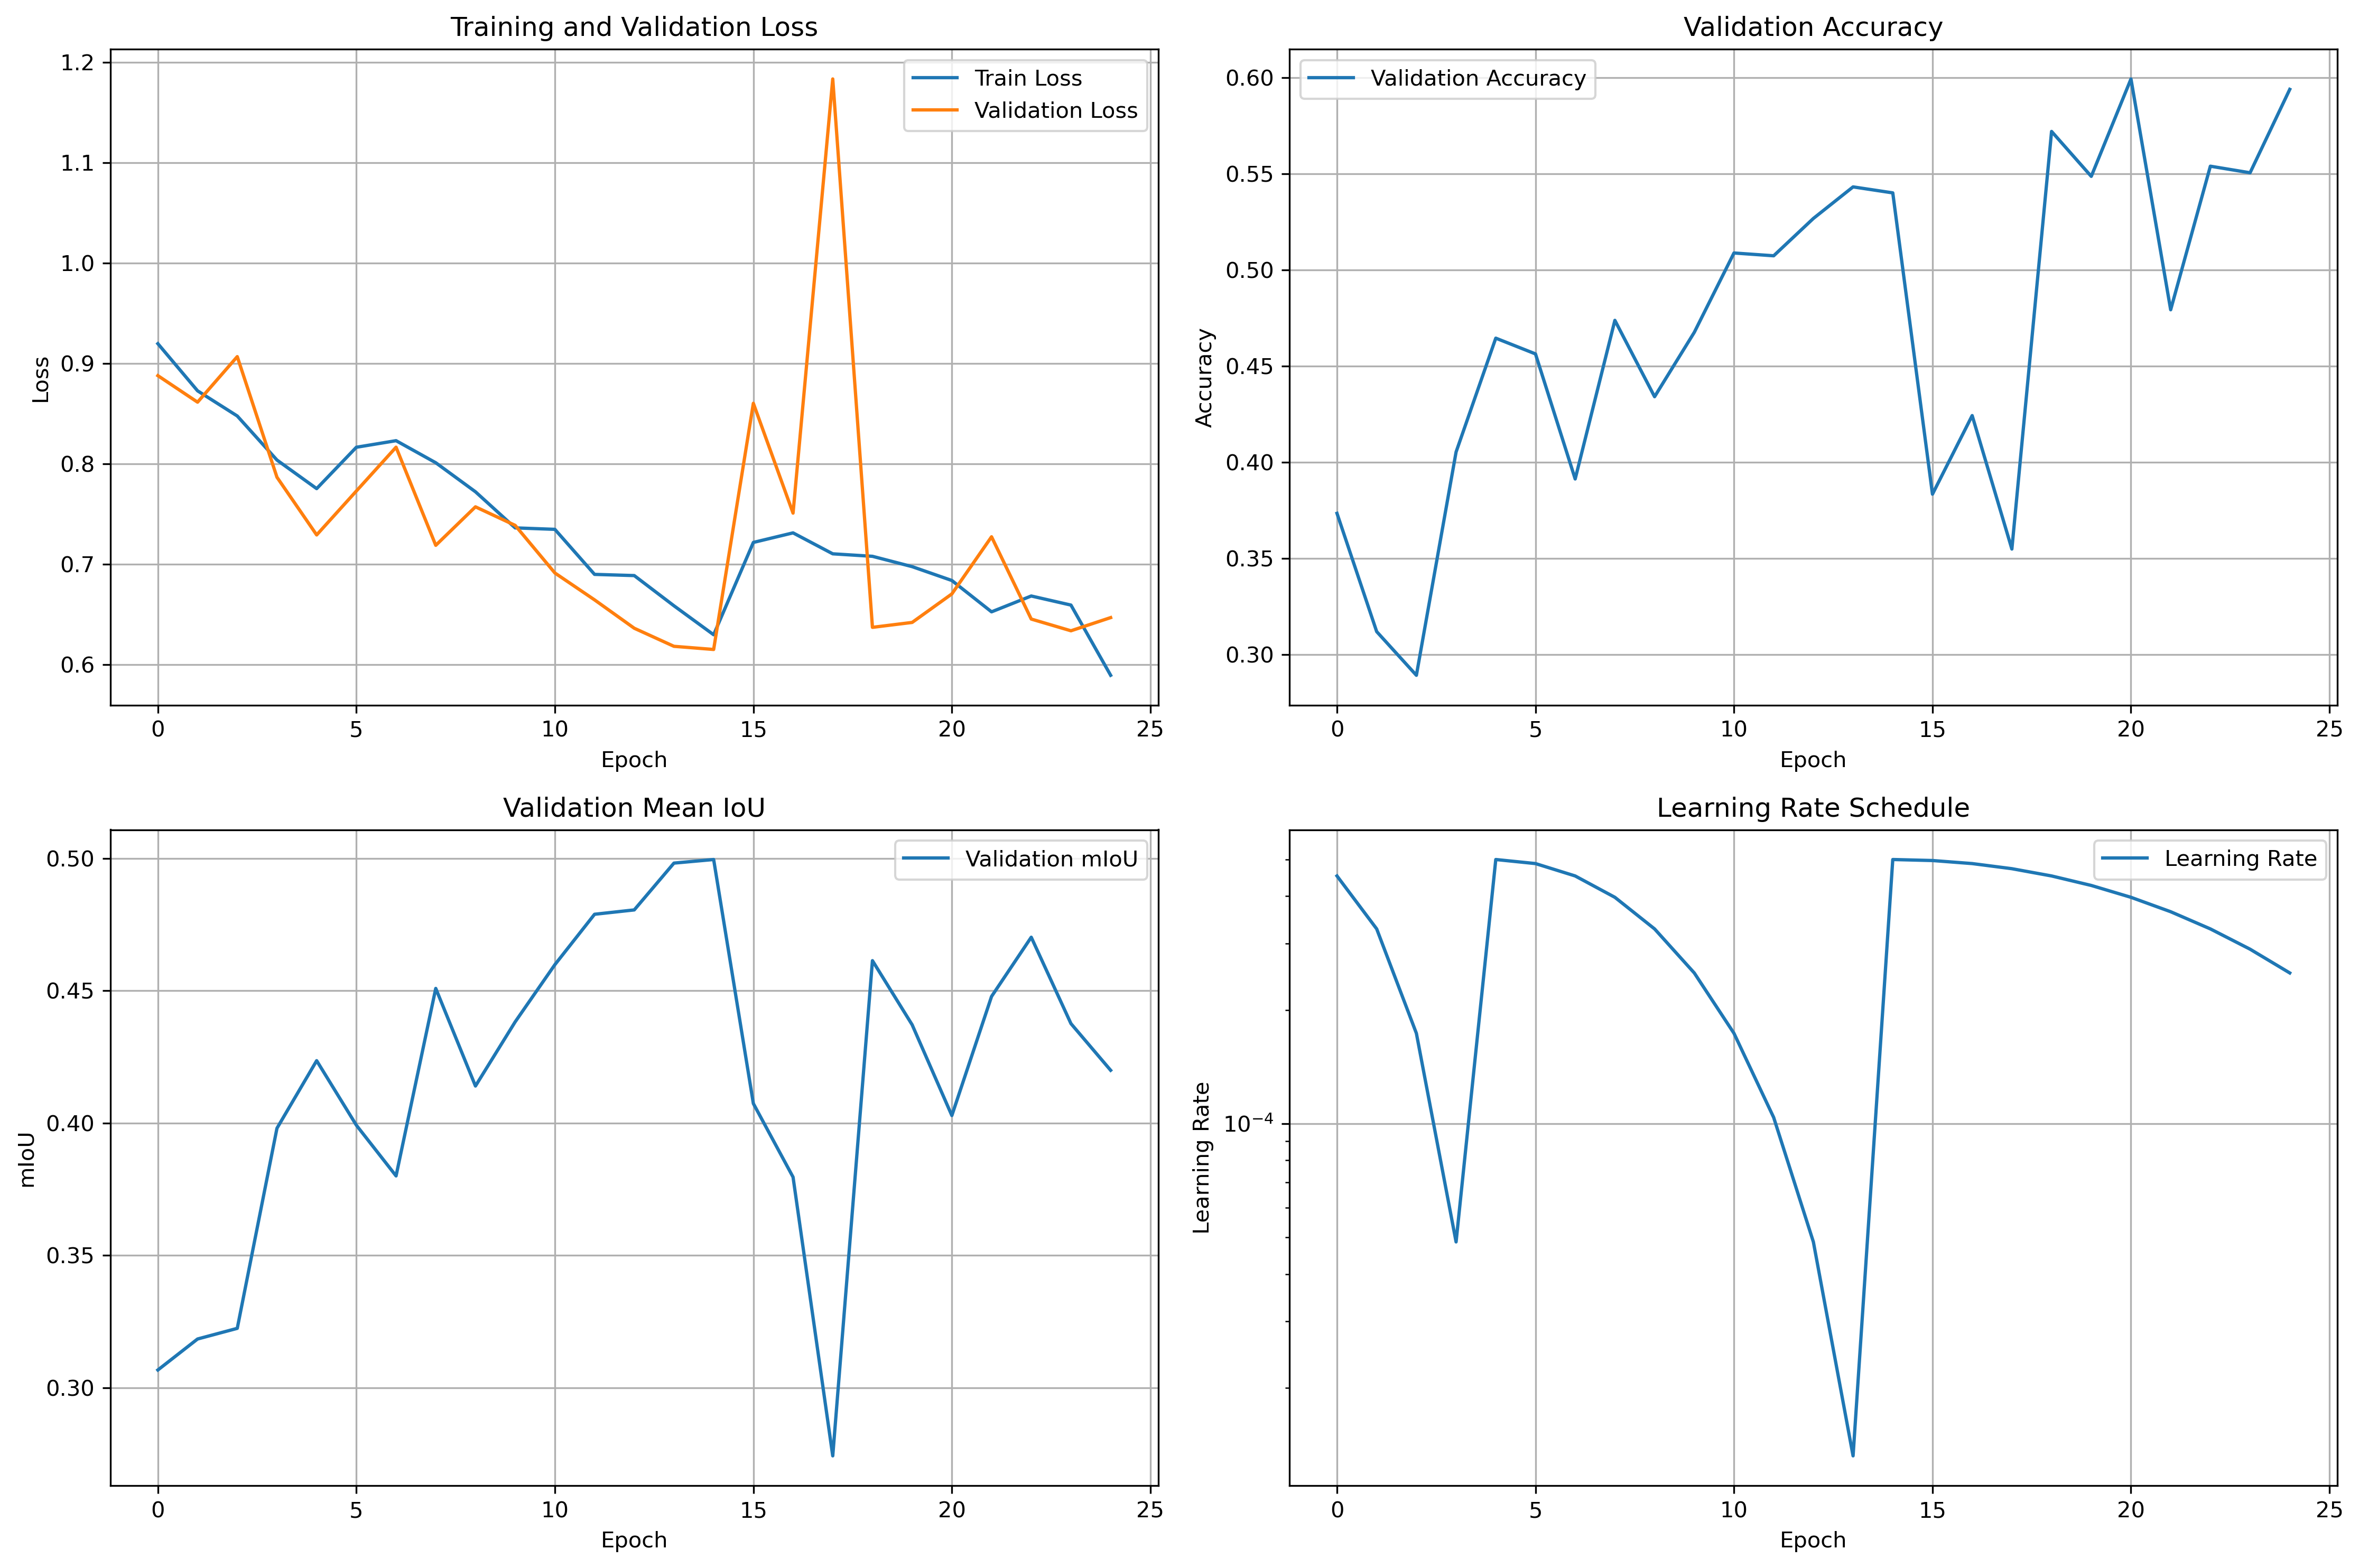 Training and Validation Loss
Train Loss
Validation Loss
1.2
1.1
1.0
0.9
0.8
0.7
0.6
Loss
0 5 10 15 20 25
Epoch
Validation Accuracy
Validation Accuracy
0.60
0.55
0.50
0.45
0.40
0.35
0.30
Accuracy
0 5 10 15 20 25
Epoch
Validation Mean IoU
Validation mIoU
0.50
0.45
0.40
0.35
0.30
mIoU
0 5 10 15 20 25
Epoch
Learning Rate Schedule
Learning Rate
10⁻⁴
Learning Rate
0 5 10 15 20 25
Epoch